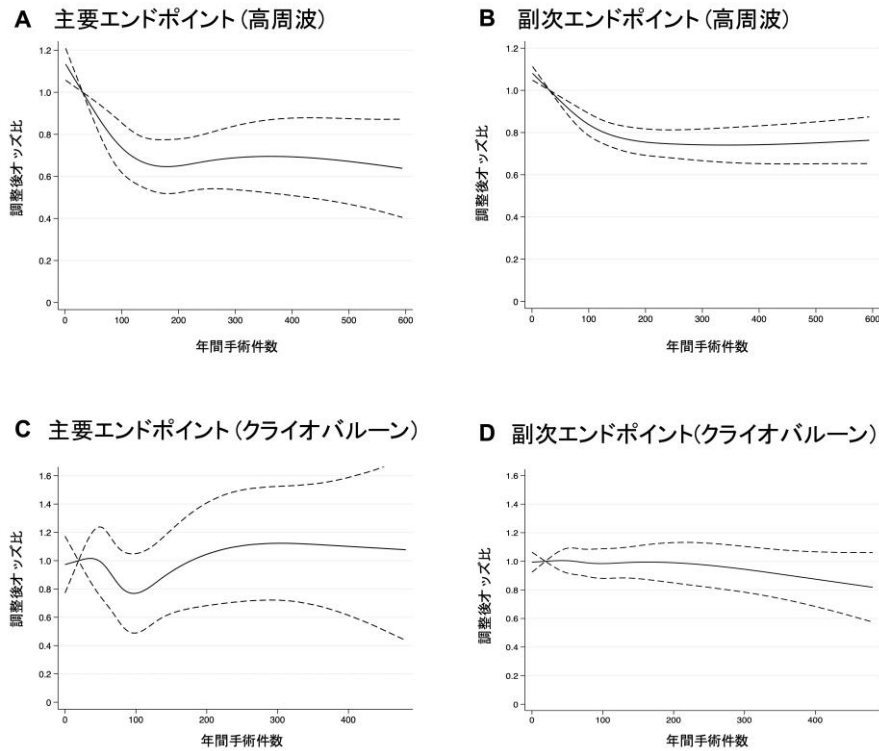 A 主要エンドポイント(高周波)
1.2
1.0
0.8
0.6
0.4
0.2
0
調整後オッズ比
0 100 200 300 400 500 600
年間手術件数
B 副次エンドポイント(高周波)
1.2
1.0
0.8
0.6
0.4
0.2
0
調整後オッズ比
0 100 200 300 400 500 600
年間手術件数
C 主要エンドポイント(クライオバルーン)
1.6
1.4
1.2
1.0
0.8
0.6
0.4
0.2
0
調整後オッズ比
0 100 200 300 400
年間手術件数
D 副次エンドポイント(クライオバルーン)
1.6
1.4
1.2
1.0
0.8
0.6
0.4
0.2
0
調整後オッズ比
0 100 200 300 400
年間手術件数